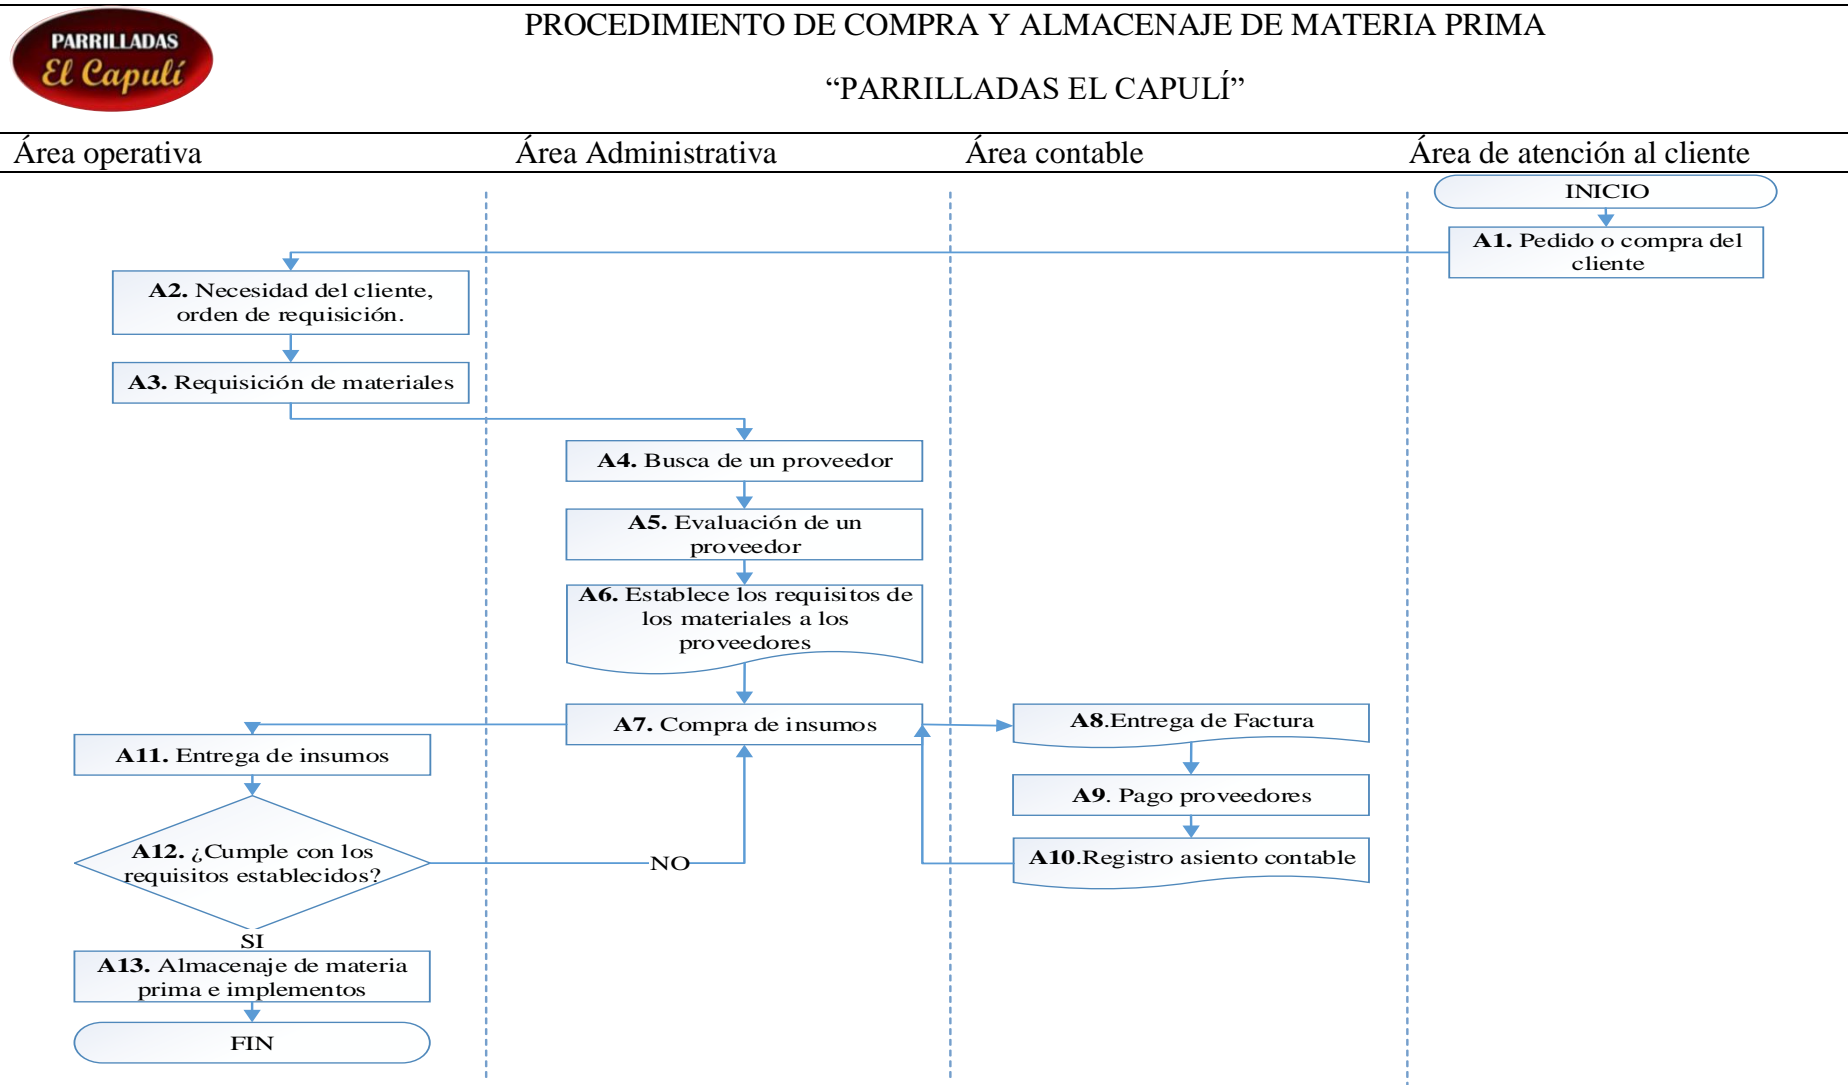 PARRILLADAS
El Capulí
PROCEDIMIENTO DE COMPRA Y ALMACENAJE DE MATERIA PRIMA
“PARRILLADAS EL CAPULÍ”
Área operativa
Área Administrativa
Área contable
Área de atención al cliente
INICIO
A1. Pedido o compra del
cliente
A2. Necesidad del cliente,
orden de requisición.
A3. Requisición de materiales
A4. Busca de un proveedor
A5. Evaluación de un
proveedor
A6. Establece los requisitos de
los materiales a los
proveedores
A7. Compra de insumos
A8.Entrega de Factura
A9. Pago proveedores
A10.Registro asiento contable
A11. Entrega de insumos
A12. ¿Cumple con los
requisitos establecidos?
NO
SI
A13. Almacenaje de materia
prima e implementos
FIN